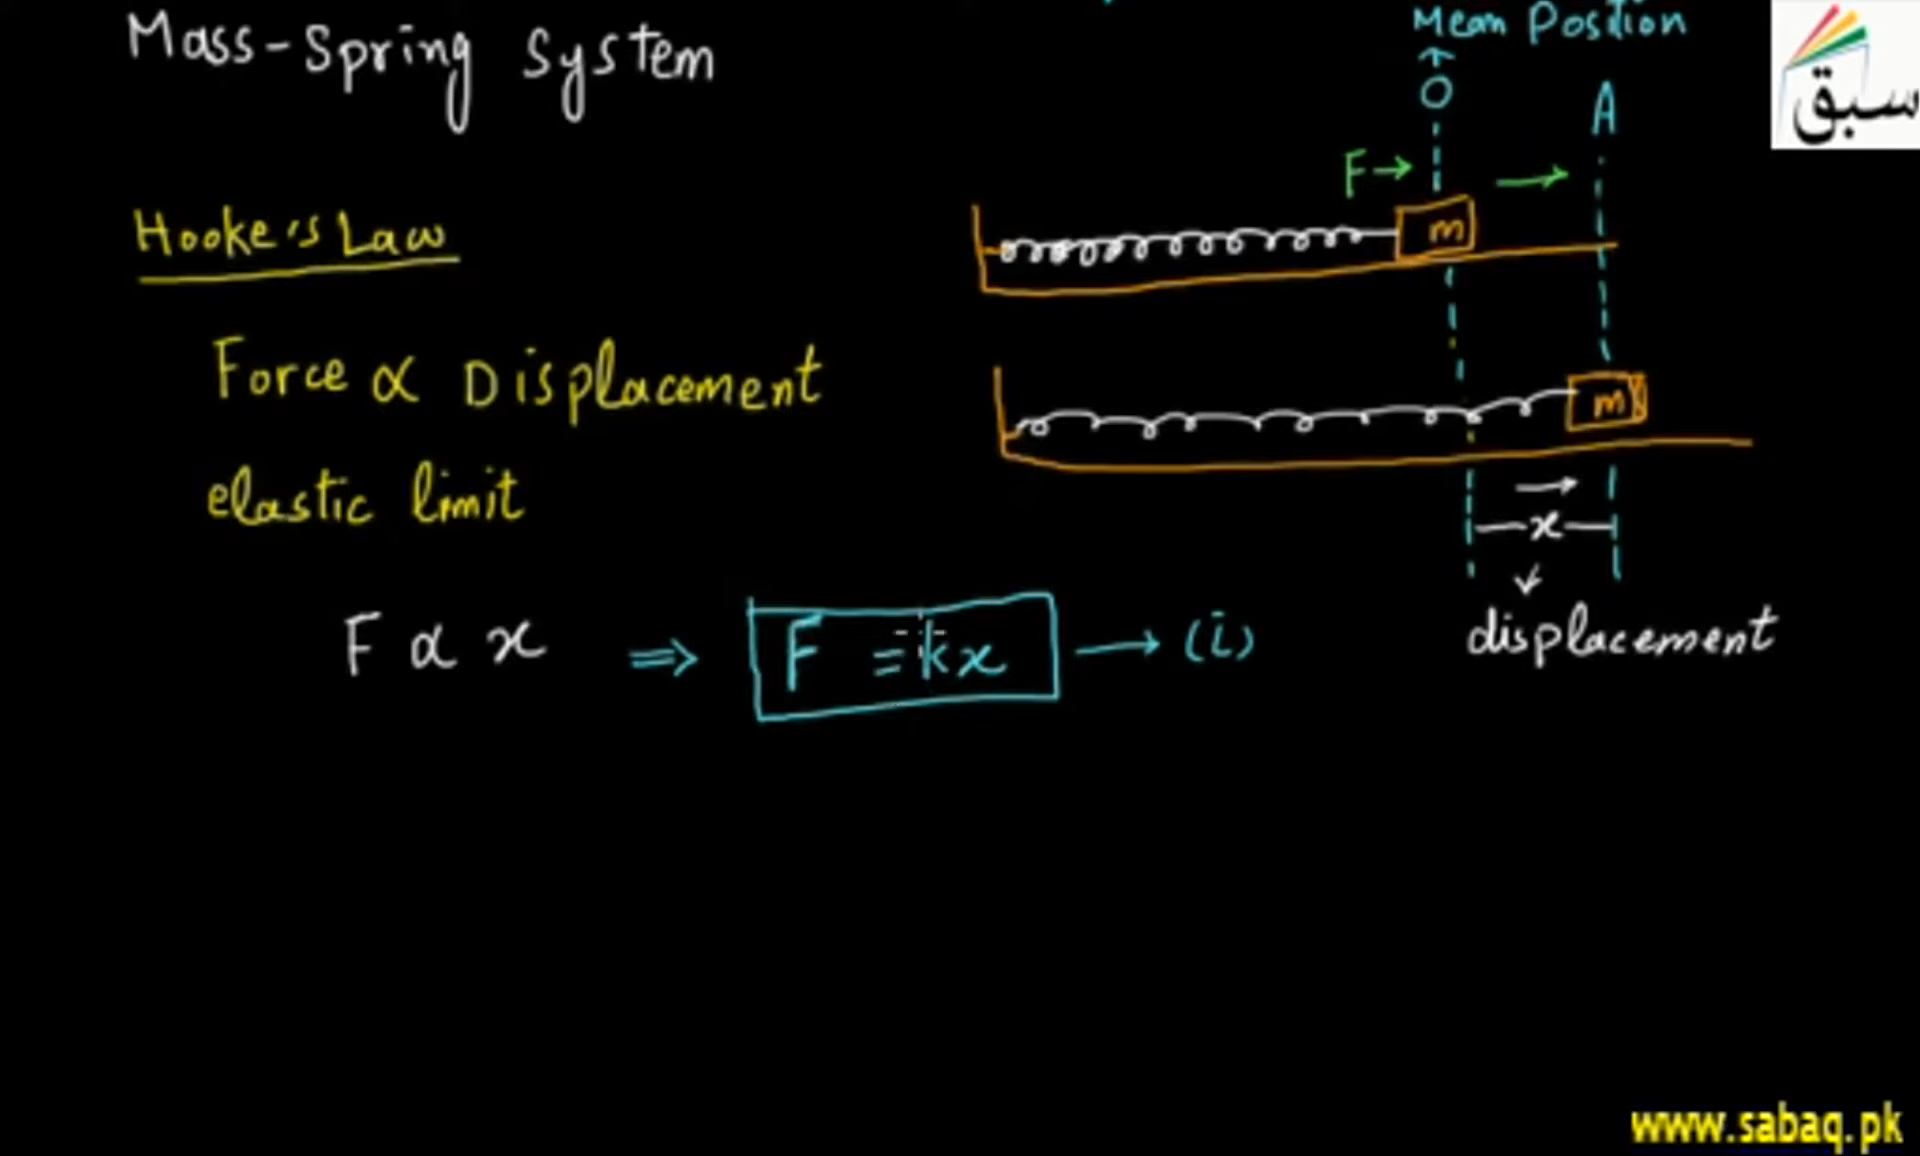 Mass-Spring System
Mean Position
O
A
سبق
F→ →
m
Hooke's Law
Force ∝ Displacement
m
elastic limit
→
x
F ∝ x ⇒ F = kx → (i)
displacement
www.sabaq.pk